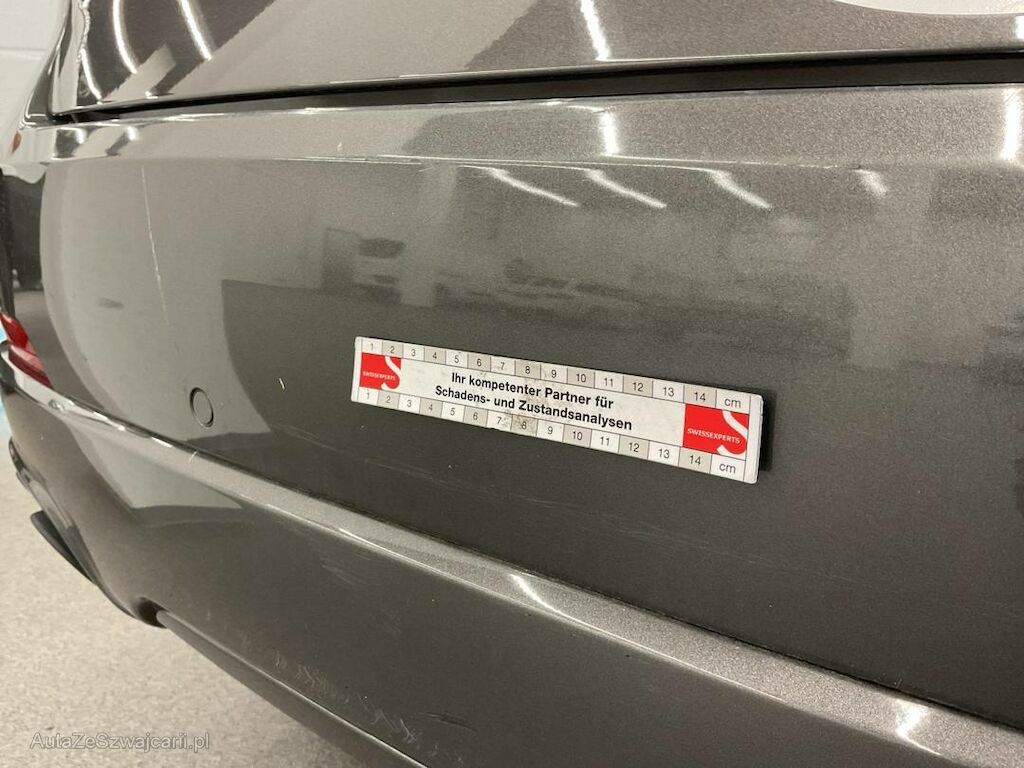 1 2 3 4 5 6 7 8 9 10 11 12 13 14 cm
SWISSEXPERTS
Ihr kompetenter Partner für
Schadens- und Zustandsanalysen
SWISSEXPERTS
1 2 3 4 5 6 7 8 9 10 11 12 13 14 cm
AutaZeSzwajcarii.pl